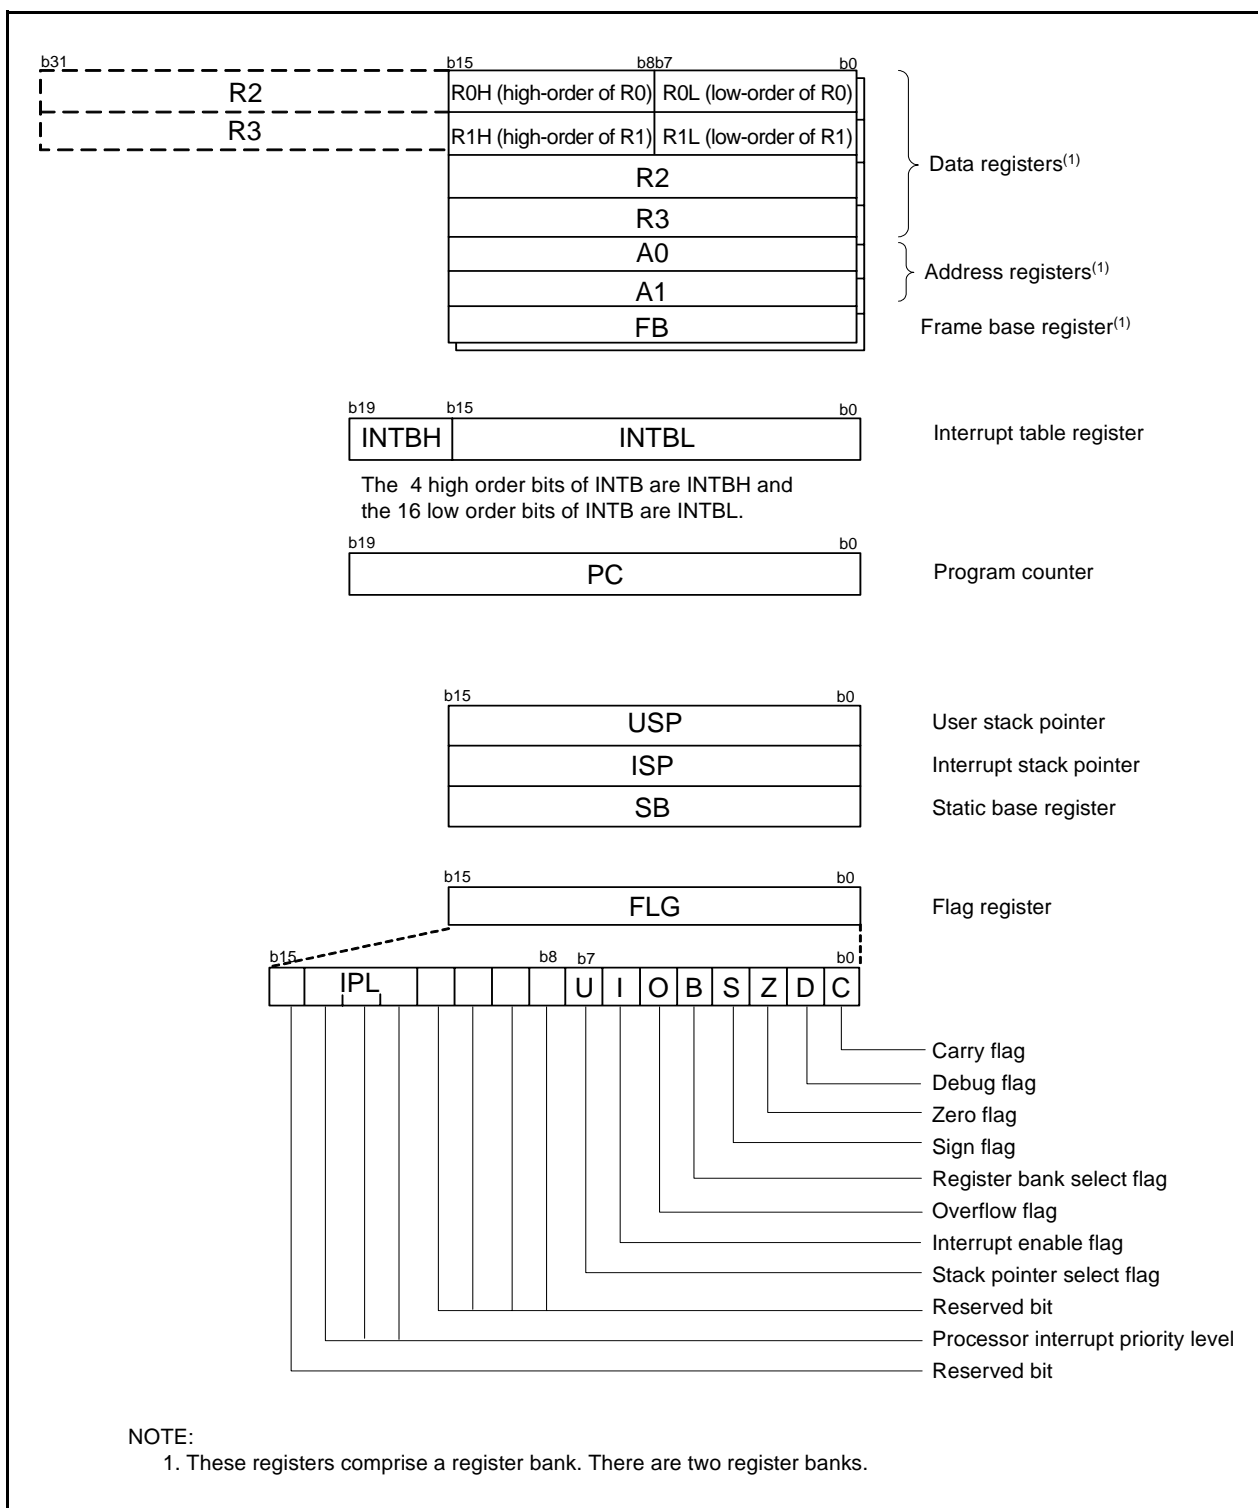 b31 b15 b8b7 b0
R2 R0H (high-order of R0) R0L (low-order of R0)
R3 R1H (high-order of R1) R1L (low-order of R1)
Data registers(1)
R2
R3
A0
Address registers(1)
A1
FB Frame base register(1)
b19 b15 b0
INTBH INTBL Interrupt table register
The 4 high order bits of INTB are INTBH and
the 16 low order bits of INTB are INTBL.
b19 b0
PC Program counter
b15 b0
USP User stack pointer
ISP Interrupt stack pointer
SB Static base register
b15 b0
FLG Flag register
b15 b8 b7 b0
IPL U I O B S Z D C
Carry flag
Debug flag
Zero flag
Sign flag
Register bank select flag
Overflow flag
Interrupt enable flag
Stack pointer select flag
Reserved bit
Processor interrupt priority level
Reserved bit
NOTE:
1. These registers comprise a register bank. There are two register banks.